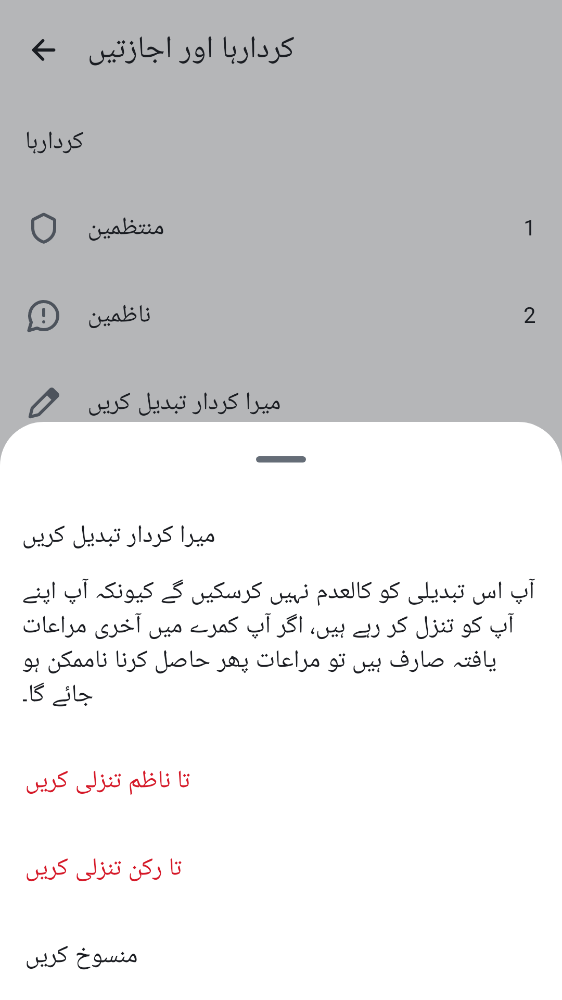 کردارہا اور اجازتیں
کردارہا
منتظمین
1
ناظمین
2
میرا کردار تبدیل کریں
میرا کردار تبدیل کریں
آپ اس تبدیلی کو کالعدم نہیں کرسکیں گے کیونکہ آپ اپنے
آپ کو تنزل کر رہے ہیں، اگر آپ کمرے میں آخری مراعات
یافتہ صارف ہیں تو مراعات پھر حاصل کرنا ناممکن ہو
جائے گا۔
تا ناظم تنزلی کریں
تا رکن تنزلی کریں
منسوخ کریں